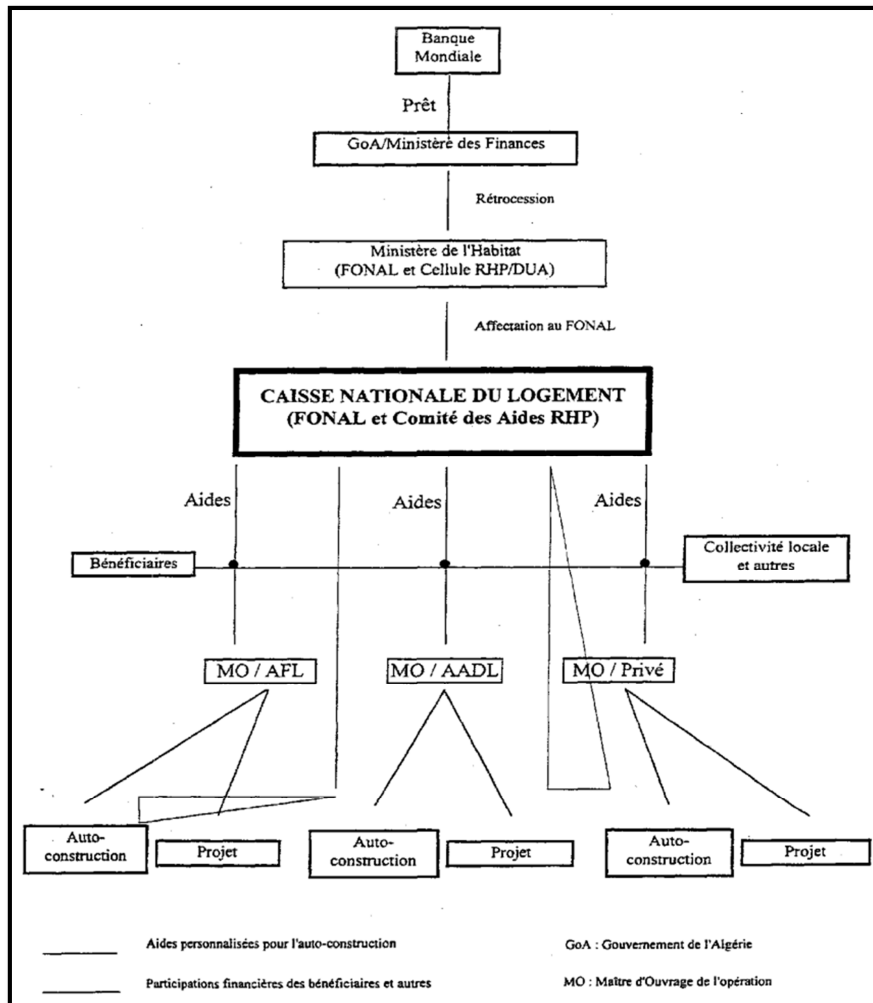 Banque
Mondiale
Prêt
GoA/Ministère des Finances
Rétrocession
Ministère de l'Habitat
(FONAL et Cellule RHP/DUA)
Affectation au FONAL
CAISSE NATIONALE DU LOGEMENT
(FONAL et Comité des Aides RHP)
Aides
Aides
Aides
Bénéficiaires
Collectivité locale
et autres
MO / AFL
MO / AADL
MO / Privé
Auto-
construction
Projet
Auto-
construction
Projet
Auto-
construction
Projet
Aides personnalisées pour l'auto-construction
GoA : Gouvernement de l'Algérie
Participations financières des bénéficiaires et autres
MO : Maître d'Ouvrage de l'opération